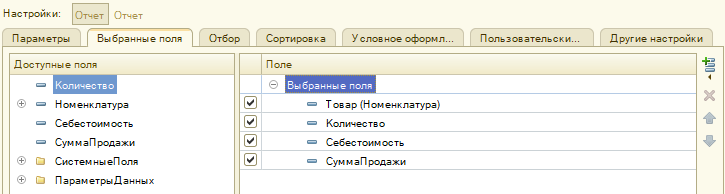 Настройки: Отчет Отчет
Параметры Выбранные поля Отбор Сортировка Условное оформл... Пользовательски... Другие настройки
Доступные поля Поле
Количество Выбранные поля
Номенклатура Товар (Номенклатура)
Себестоимость Количество
СуммаПродажи Себестоимость
СистемныеПоля СуммаПродажи
ПараметрыДанных